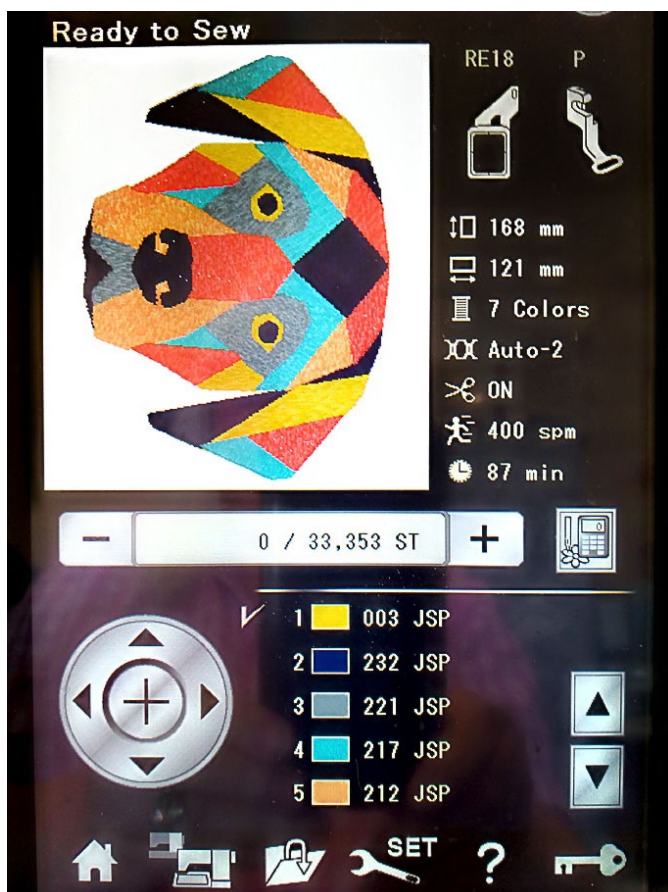 Ready to Sew
RE18 P
168 mm
121 mm
7 Colors
Auto-2
ON
400 spm
87 min
0 / 33,353 ST
1 003 JSP
2 232 JSP
3 221 JSP
4 217 JSP
5 212 JSP
SET
?